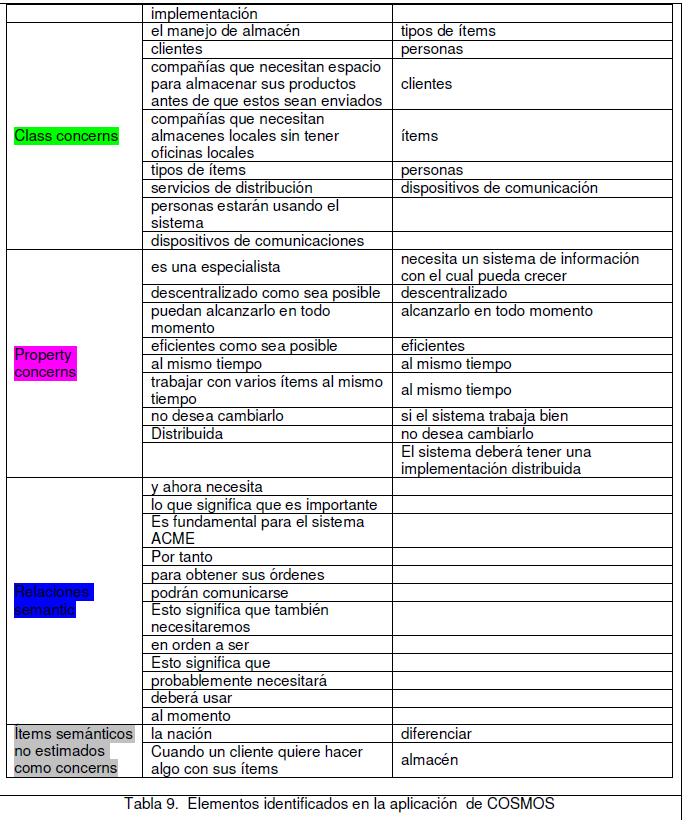 implementación
el manejo de almacén tipos de ítems
clientes personas
compañías que necesitan espacio
para almacenar sus productos clientes
antes de que estos sean enviados
compañías que necesitan
Class concerns almacenes locales sin tener ítems
oficinas locales
tipos de ítems personas
servicios de distribución dispositivos de comunicación
personas estarán usando el
sistema
dispositivos de comunicaciones
es una especialista necesita un sistema de información
con el cual pueda crecer
descentralizado como sea posible descentralizado
puedan alcanzarlo en todo alcanzarlo en todo momento
momento
eficientes como sea posible eficientes
Property al mismo tiempo al mismo tiempo
concerns trabajar con varios ítems al mismo al mismo tiempo
tiempo
no desea cambiarlo si el sistema trabaja bien
Distribuida no desea cambiarlo
El sistema deberá tener una
implementación distribuida
y ahora necesita
lo que significa que es importante
Es fundamental para el sistema
ACME
Por tanto
para obtener sus órdenes
Relaciones podrán comunicarse
semantic Esto significa que también
necesitaremos
en orden a ser
Esto significa que
probablemente necesitará
deberá usar
al momento
Ítems semánticos la nación diferenciar
no estimados Cuando un cliente quiere hacer almacén
como concerns algo con sus ítems
Tabla 9. Elementos identificados en la aplicación de COSMOS